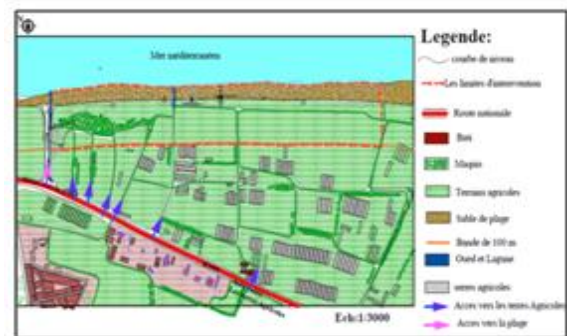 Mer méditerranéen
Legende:
courbe de niveau
Les limites d'intervention
Route nationale
Bati
Maquis
Terrains agricoles
Sable de plage
Bande de 100 m
Oued et Lagune
serres agricoles
Acces vers les terres Agricoles
Acces vers la plage
Ech:1/3000